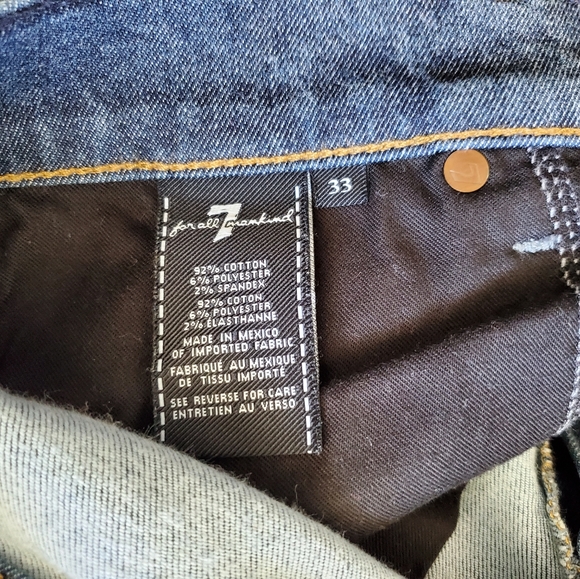 for all 7 mankind
33
92% COTTON
6% POLYESTER
2% SPANDEX
92% COTON
6% POLYESTER
2% ELASTHANNE
MADE IN MEXICO
OF IMPORTED FABRIC
FABRIQUÉ AU MEXIQUE
DE TISSU IMPORTÉ
SEE REVERSE FOR CARE
ENTRETIEN AU VERSO
7